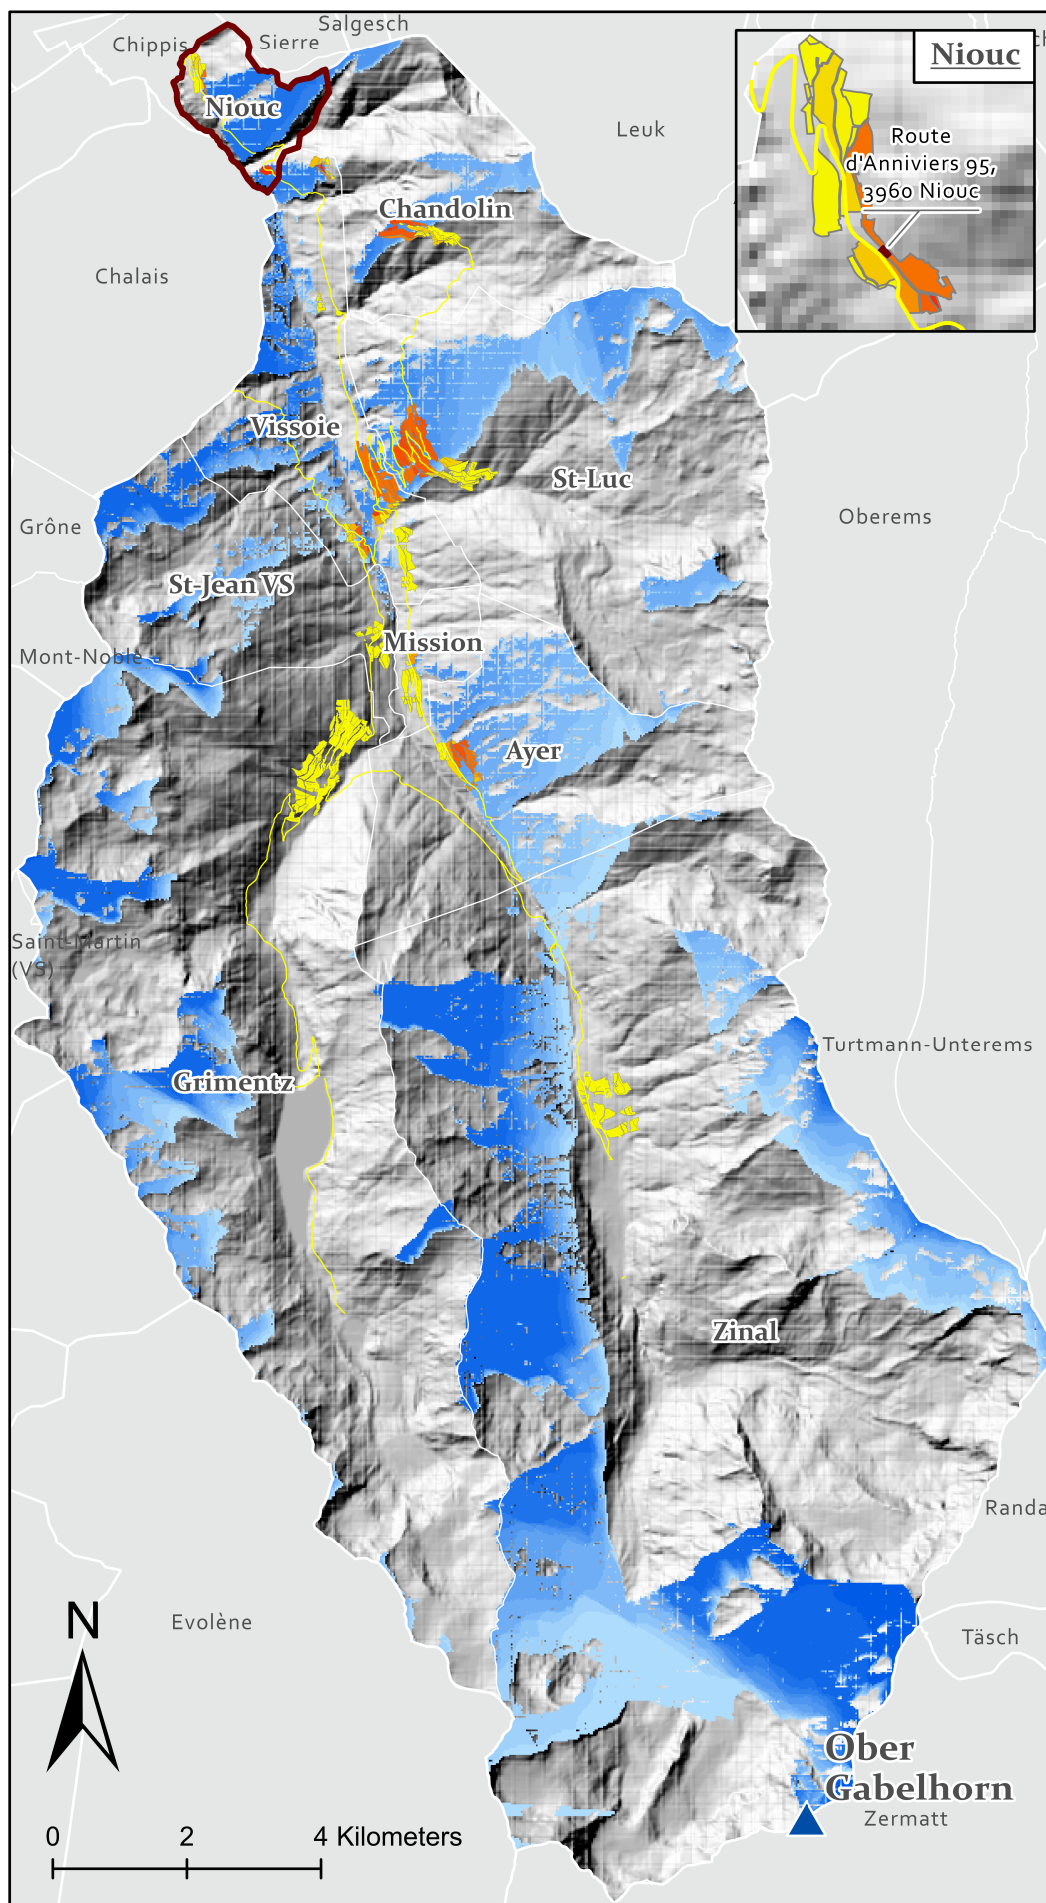 Salgesch
Chippis
Sierre
Niouc
Leuk
Niouc
Route
d'Anniviers 95,
3960 Niouc
Chandolin
Chalais
Vissoie
St-Luc
Grône
Oberems
St-Jean VS
Mission
Mont-Noble
Ayer
Saint-Martin
(VS)
Turtmann-Unterems
Grimentz
Zinal
Randa
Evolène
N
Täsch
Ober
Gabelhorn
Zermatt
0 2 4 Kilometers